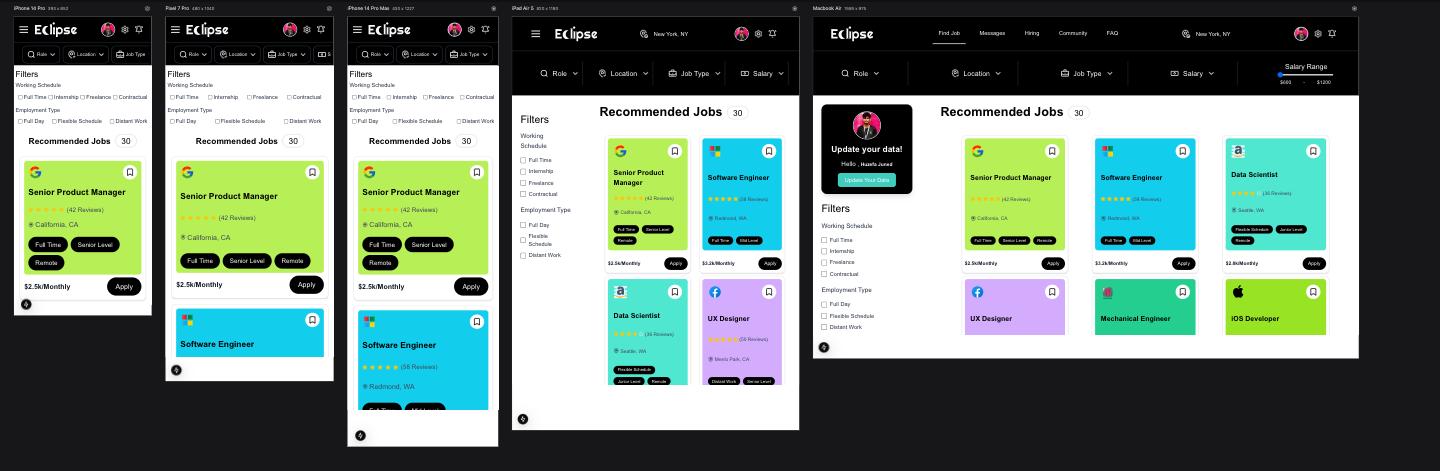 iPhone 14 Pro 393 x 852
Eclipse
Role
Location
Job Type
Filters
Working Schedule
Full Time
Internship
Freelance
Contractual
Employment Type
Full Day
Flexible Schedule
Distant Work
Recommended Jobs
30
Senior Product Manager
(42 Reviews)
California, CA
Full Time
Senior Level
Remote
$2.5k/Monthly
Apply
Pixel 7 Pro
Eclipse
Role
Location
Job Type
S
Filters
Working Schedule
Full Time
Internship
Freelance
Contractual
Employment Type
Full Day
Flexible Schedule
Distant Work
Recommended Jobs
30
Senior Product Manager
(42 Reviews)
California, CA
Full Time
Senior Level
Remote
$2.5k/Monthly
Apply
Software Engineer
iPhone 14 Pro Max
Eclipse
Role
Location
Job Type
Filters
Working Schedule
Full Time
Internship
Freelance
Contractual
Employment Type
Full Day
Flexible Schedule
Distant Work
Recommended Jobs
30
Senior Product Manager
(42 Reviews)
California, CA
Full Time
Senior Level
Remote
$2.5k/Monthly
Apply
Software Engineer
(58 Reviews)
Redmond, WA
Full Time
Mid Level
iPad Air 5
Eclipse
New York, NY
Role
Location
Job Type
Salary
Filters
Working
Schedule
Full Time
Internship
Freelance
Contractual
Employment Type
Full Day
Flexible
Schedule
Distant Work
Recommended Jobs
30
Senior Product
Manager
(42 Reviews)
California, CA
Full Time
Senior Level
Remote
$2.5k/Monthly
Apply
Software Engineer
(58 Reviews)
Redmond, WA
Full Time
Mid Level
$3.2k/Monthly
Apply
Data Scientist
(36 Reviews)
Seattle, WA
Flexible Schedule
Junior Level
Remote
UX Designer
(50 Reviews)
Menlo Park, CA
Distant Work
Senior Level
Macbook Air
Eclipse
Find Job
Messages
Hiring
Community
FAQ
New York, NY
Role
Location
Job Type
Salary
Salary Range
$600
-
$1200
Update your data!
Hello , Huzefa Juned
Update Your Data
Filters
Working Schedule
Full Time
Internship
Freelance
Contractual
Employment Type
Full Day
Flexible Schedule
Distant Work
Recommended Jobs
30
Senior Product Manager
(42 Reviews)
California, CA
Full Time
Senior Level
Remote
$2.5k/Monthly
Apply
Software Engineer
(58 Reviews)
Redmond, WA
Full Time
Mid Level
$3.2k/Monthly
Apply
Data Scientist
(36 Reviews)
Seattle, WA
Flexible Schedule
Junior Level
Remote
$2.8k/Monthly
Apply
UX Designer
Mechanical Engineer
iOS Developer